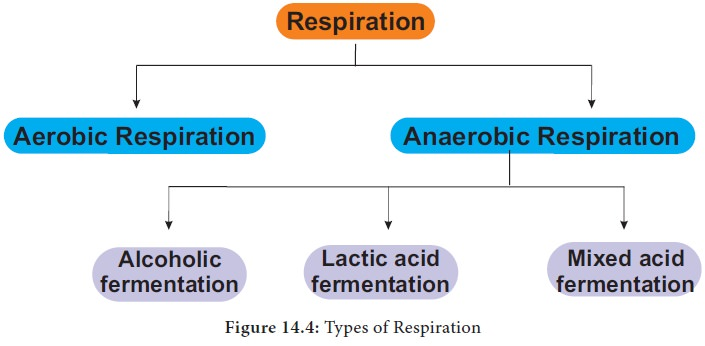 Respiration
Aerobic Respiration
Anaerobic Respiration
Alcoholic
fermentation
Lactic acid
fermentation
Mixed acid
fermentation
Figure 14.4: Types of Respiration